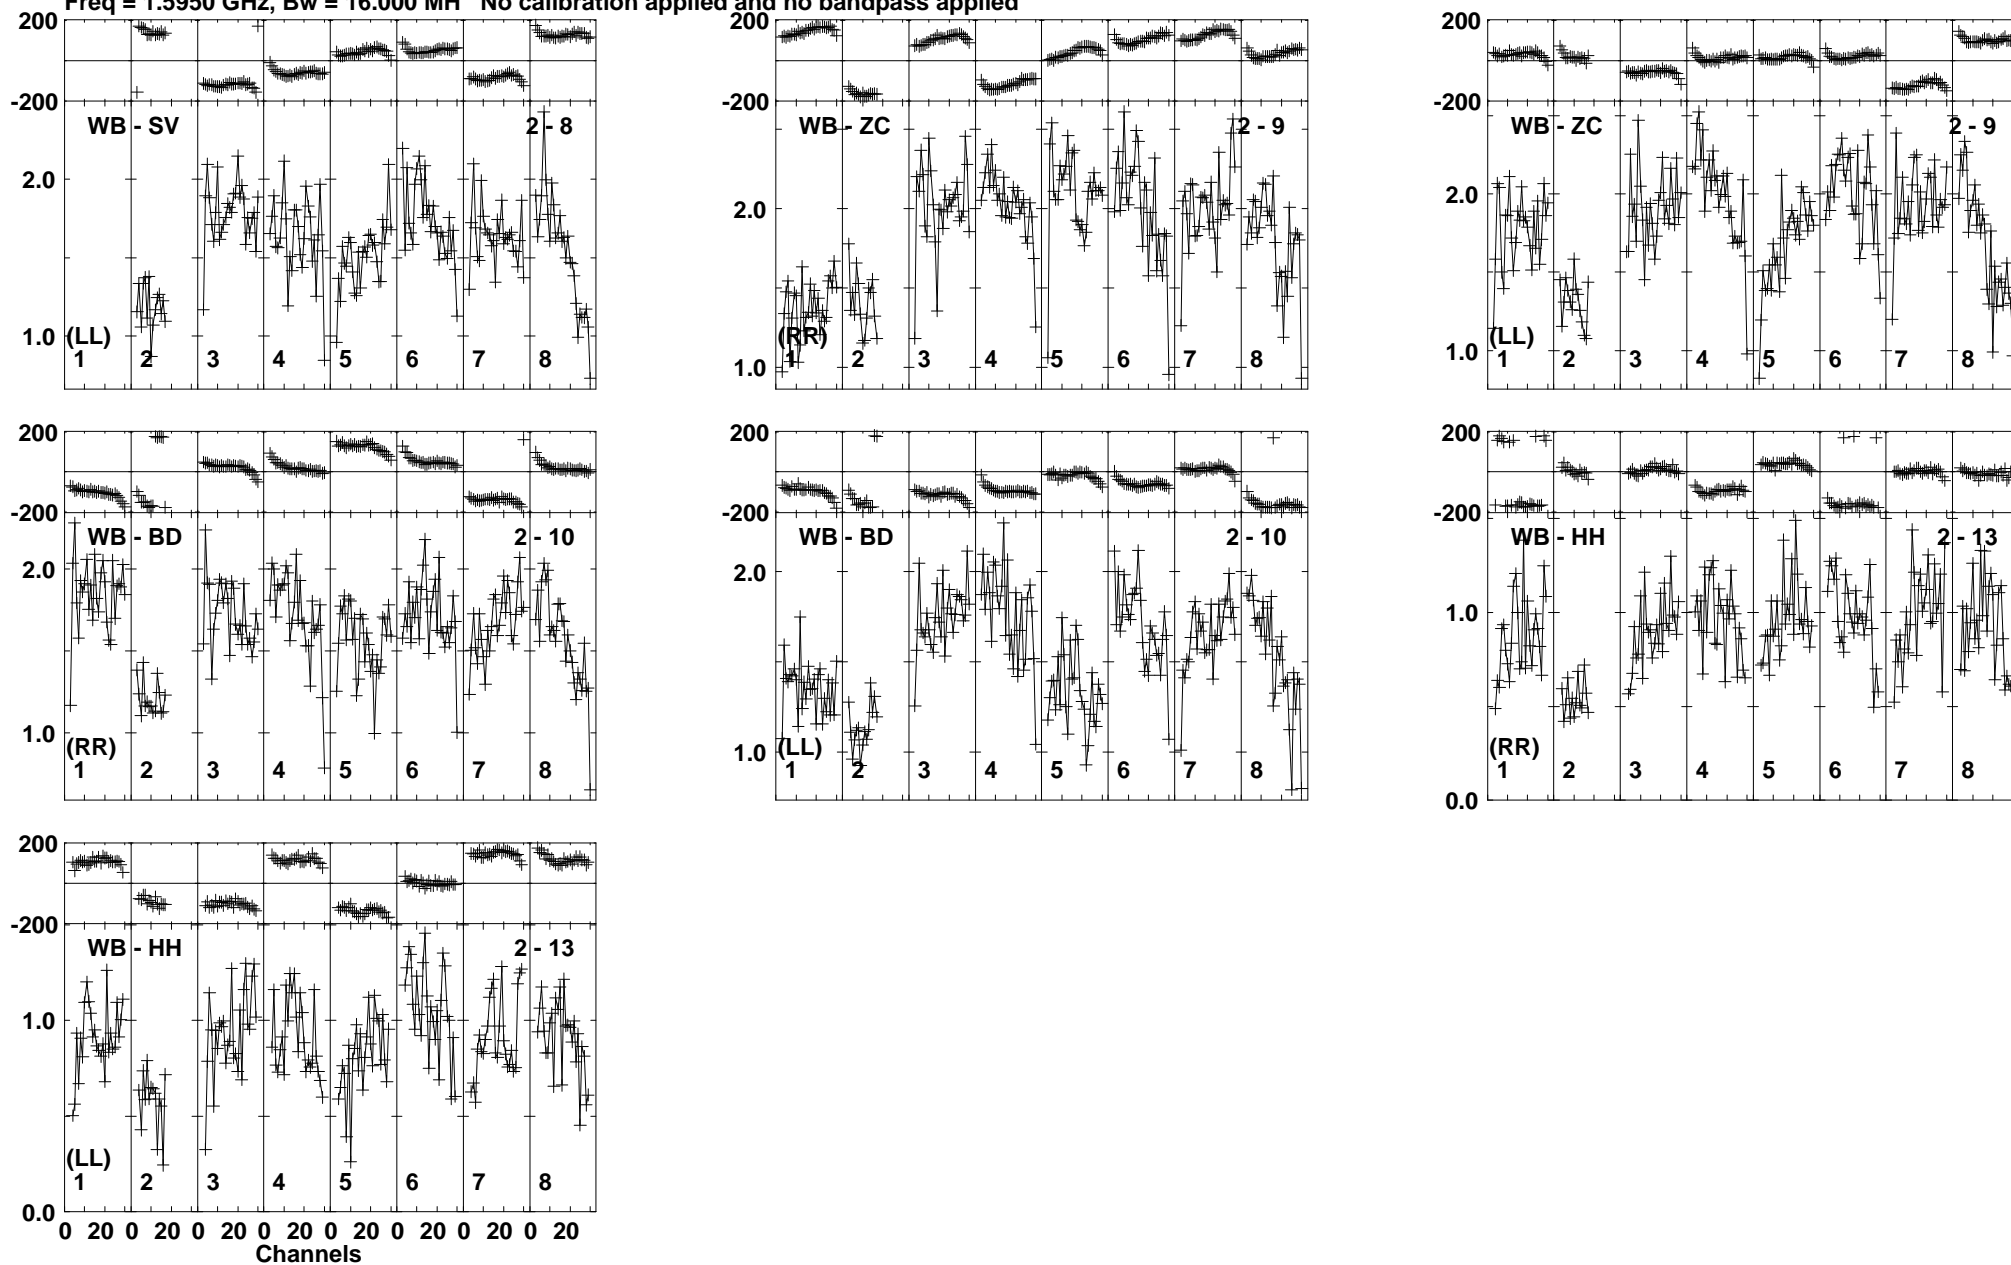 Freq = 1.5950 GHz, Bw = 16.000 MH No calibration applied and no bandpass applied
200 200 200
-200 -200 -200
WB - SV 2 - 8 WB - ZC 2 - 9 WB - ZC 2 - 9
2.0 2.0 2.0
1.0 1.0 1.0
(LL) (RR) (LL)
1 2 3 4 5 6 7 8 1 2 3 4 5 6 7 8 1 2 3 4 5 6 7 8
200 200 200
-200 -200 -200
WB - BD 2 - 10 WB - BD 2 - 10 WB - HH 2 - 13
2.0 2.0 1.0
1.0 1.0
(RR) (LL) (RR)
1 2 3 4 5 6 7 8 1 2 3 4 5 6 7 8 1 2 3 4 5 6 7 8
0.0
200
-200
WB - HH 2 - 13
1.0
(LL)
1 2 3 4 5 6 7 8
0.0
0 20 0 20 0 20 0 20 0 20 0 20 0 20 0 20
Channels